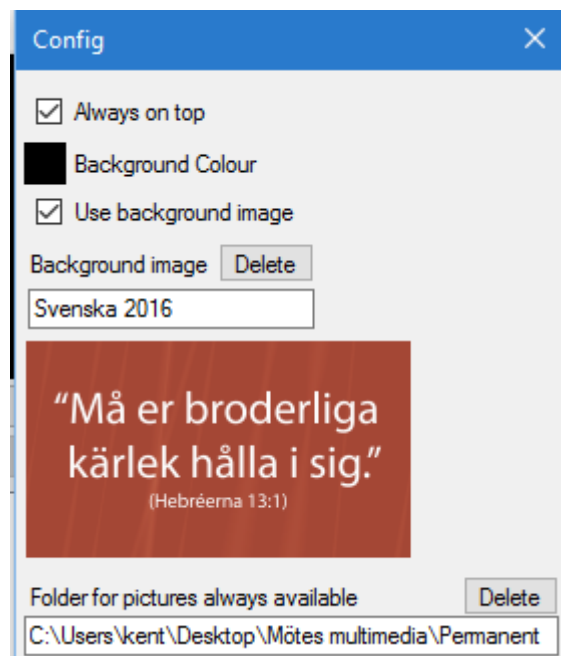 Config
Always on top
Background Colour
Use background image
Background image Delete
Svenska 2016
“Må er broderliga
kärlek hålla i sig.”
(Hebréerna 13:1)
Folder for pictures always available Delete
C:\Users\kent\Desktop\Mötes multimedia\Permanent